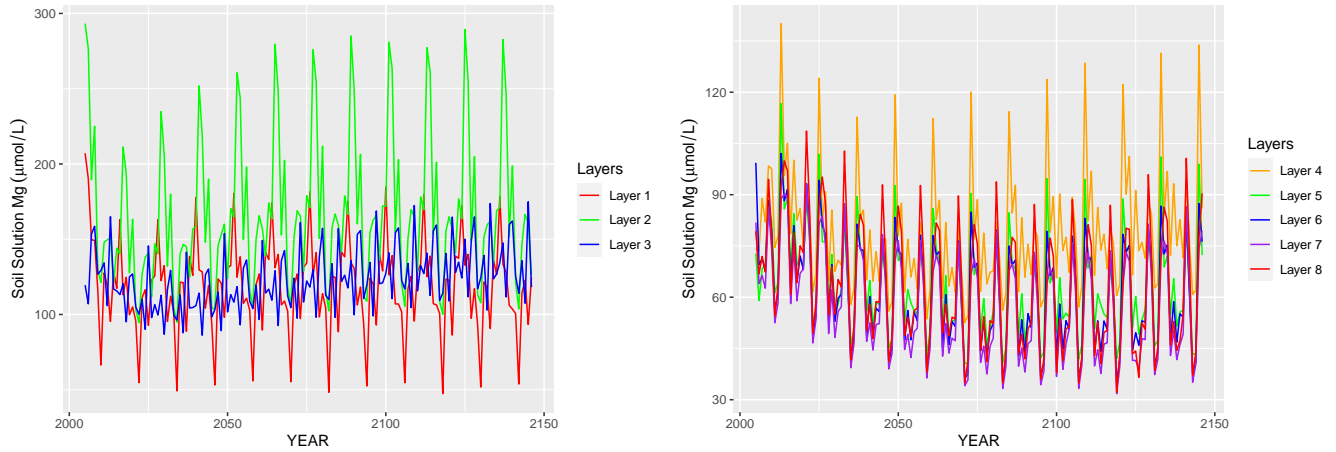 300
200
100
Soil Solution Mg (μmol/L)
2000
2050
2100
2150
YEAR
Layers
Layer 1
Layer 2
Layer 3
120
90
60
30
Soil Solution Mg (μmol/L)
2000
2050
2100
2150
YEAR
Layers
Layer 4
Layer 5
Layer 6
Layer 7
Layer 8